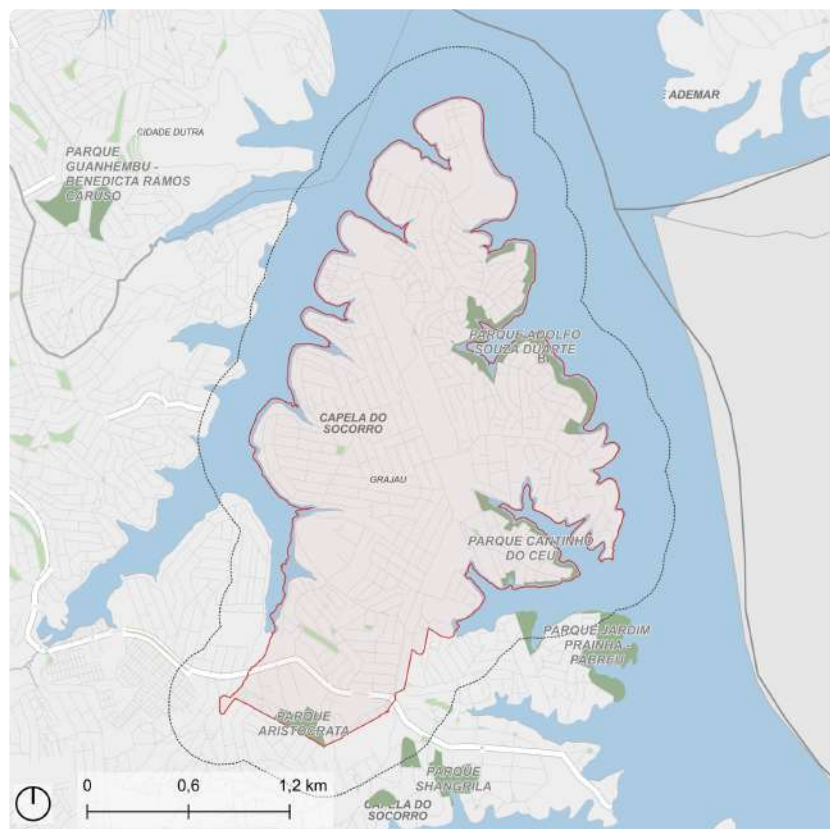 E ADEMAR
CIDADE DUTRA
PARQUE
GUANHEMBU -
BENEDICTA RAMOS
CARUSO
PARQUE ADOLFO
SOUZA DUARTE
B
CAPELA DO
SOCORRO
GRAJAU
PARQUE CANTINHO
DO CEU
PARQUE JARDIM
PRAINHA -
PABREU
PARQUE
ARISTOCRATA
PARQUE
SHANGRILA
CAPELA DO
SOCORRO
0 0,6 1,2 km